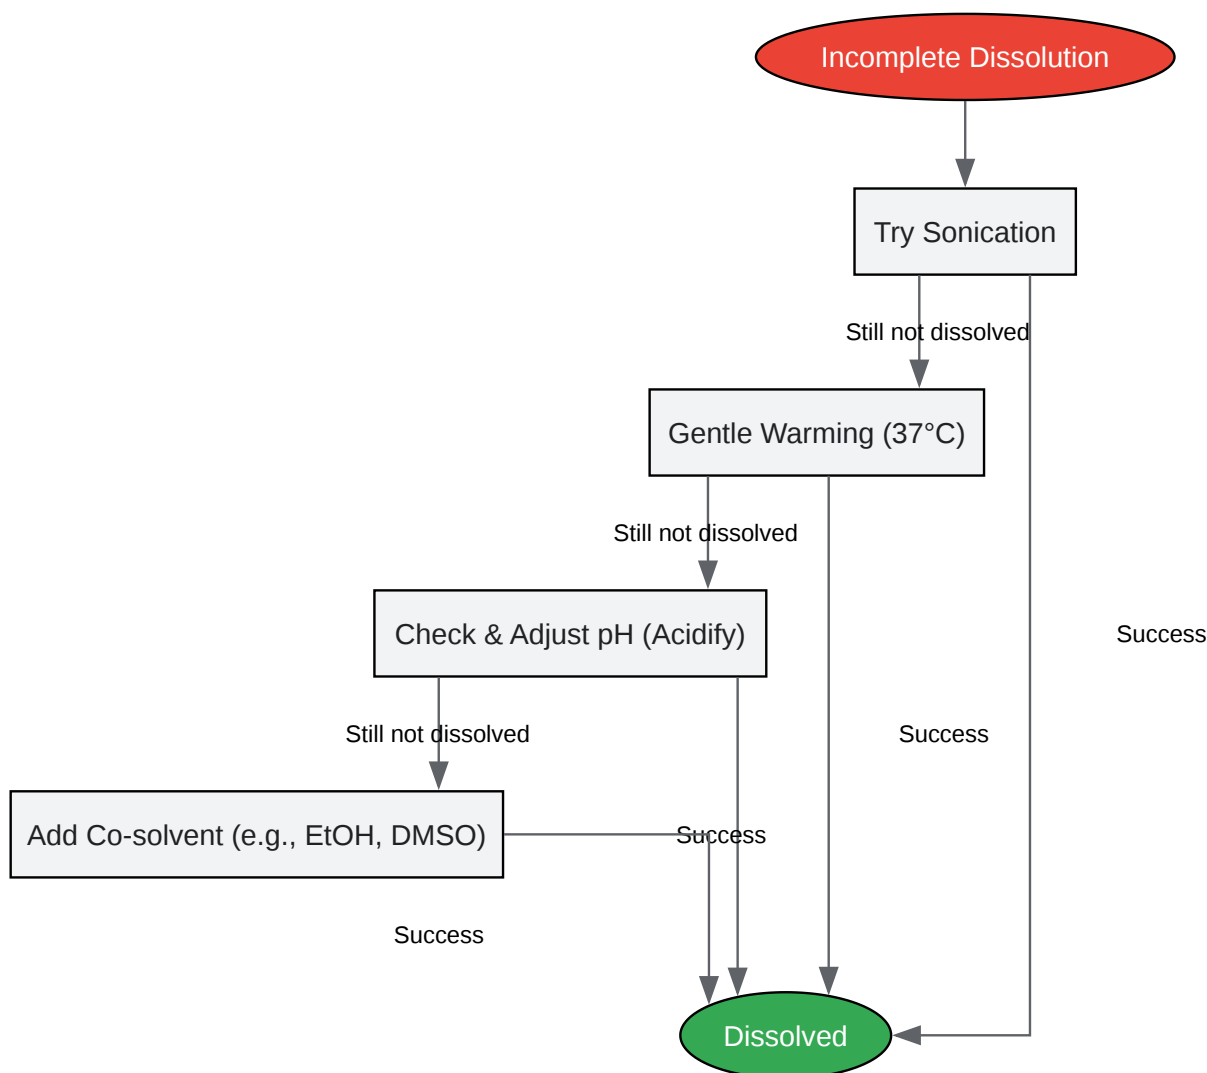 Incomplete Dissolution
Try Sonication
Still not dissolved
Gentle Warming (37°C)
Still not dissolved
Success
Check & Adjust pH (Acidify)
Still not dissolved
Success
Add Co-solvent (e.g., EtOH, DMSO)
Success
Success
Dissolved